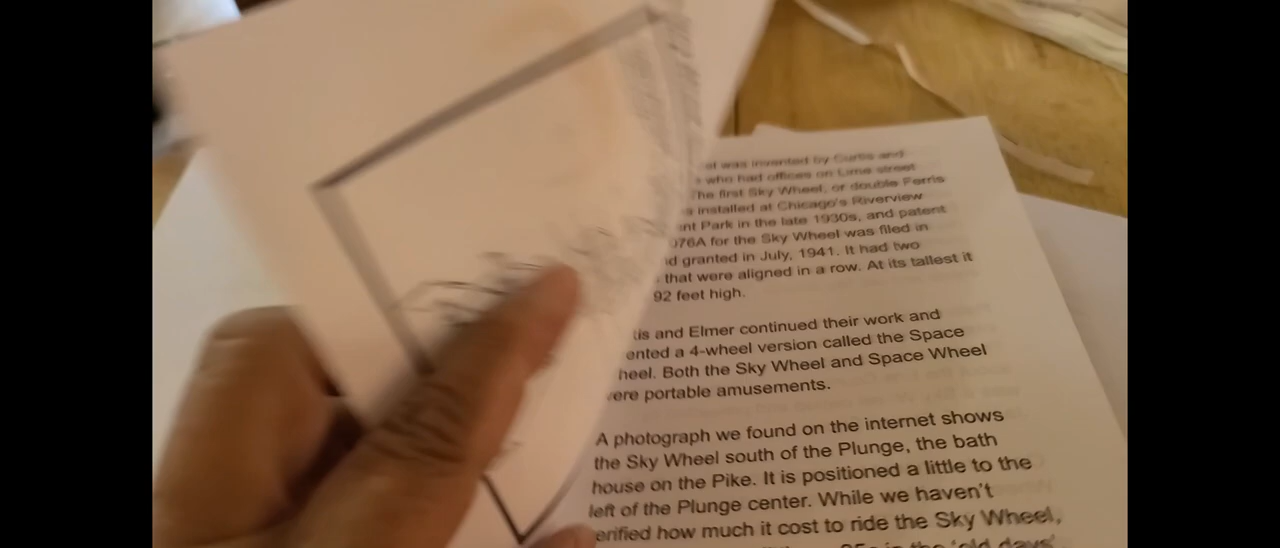 el was invented by Curtis and
who had offices on Lime street
The first Sky Wheel, or double Ferris
installed at Chicago's Riverview
ent Park in the late 1930s, and patent
076A for the Sky Wheel was filed in
d granted in July, 1941. It had two
that were aligned in a row. At its tallest it
92 feet high.
tis and Elmer continued their work and
ented a 4-wheel version called the Space
heel. Both the Sky Wheel and Space Wheel
ere portable amusements.
A photograph we found on the internet shows
the Sky Wheel south of the Plunge, the bath
house on the Pike. It is positioned a little to the
left of the Plunge center. While we haven't
erified how much it cost to ride the Sky Wheel,
in the 'old days'